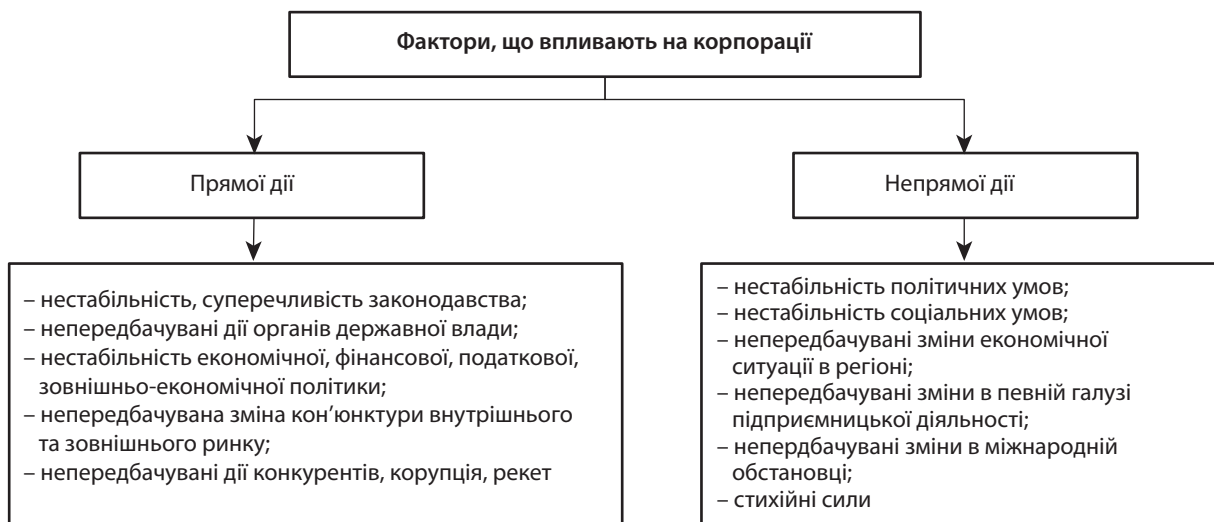 Фактори, що впливають на корпорації
Прямої дії
Непрямої дії
– нестабільність, суперечливість законодавства;
– непередбачувані дії органів державної влади;
– нестабільність економічної, фінансової, податкової,
зовнішньо-економічної політики;
– непередбачувана зміна кон’юнктури внутрішнього
та зовнішнього ринку;
– непередбачувані дії конкурентів, корупція, рекет
– нестабільність політичних умов;
– нестабільність соціальних умов;
– непередбачувані зміни економічної
ситуації в регіоні;
– непередбачувані зміни в певній галузі
підприємницької діяльності;
– непердбачувані зміни в міжнародній
обстановці;
– стихійні сили